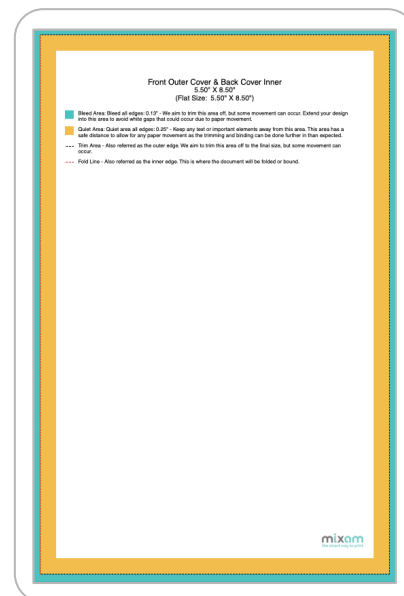 Front Outer Cover & Back Cover Inner
5.50" X 8.50"
(Flat Size: 5.50" X 8.50")
Bleed Area: Bleed all edges: 0.13" - We aim to trim this area off, but some movement can occur. Extend your design
into this area to avoid white gaps that could occur due to paper movement.
Quiet Area: Quiet area all edges: 0.25" - Keep any text or important elements away from this area. This area has a
safe distance to allow for any paper movement as the trimming and binding can be done further in than expected.
Trim Area - Also referred as the outer edge. We aim to trim this area off to the final size, but some movement can
occur.
Fold Line - Also referred as the inner edge. This is where the document will be folded or bound.
mixam
the smart way to print